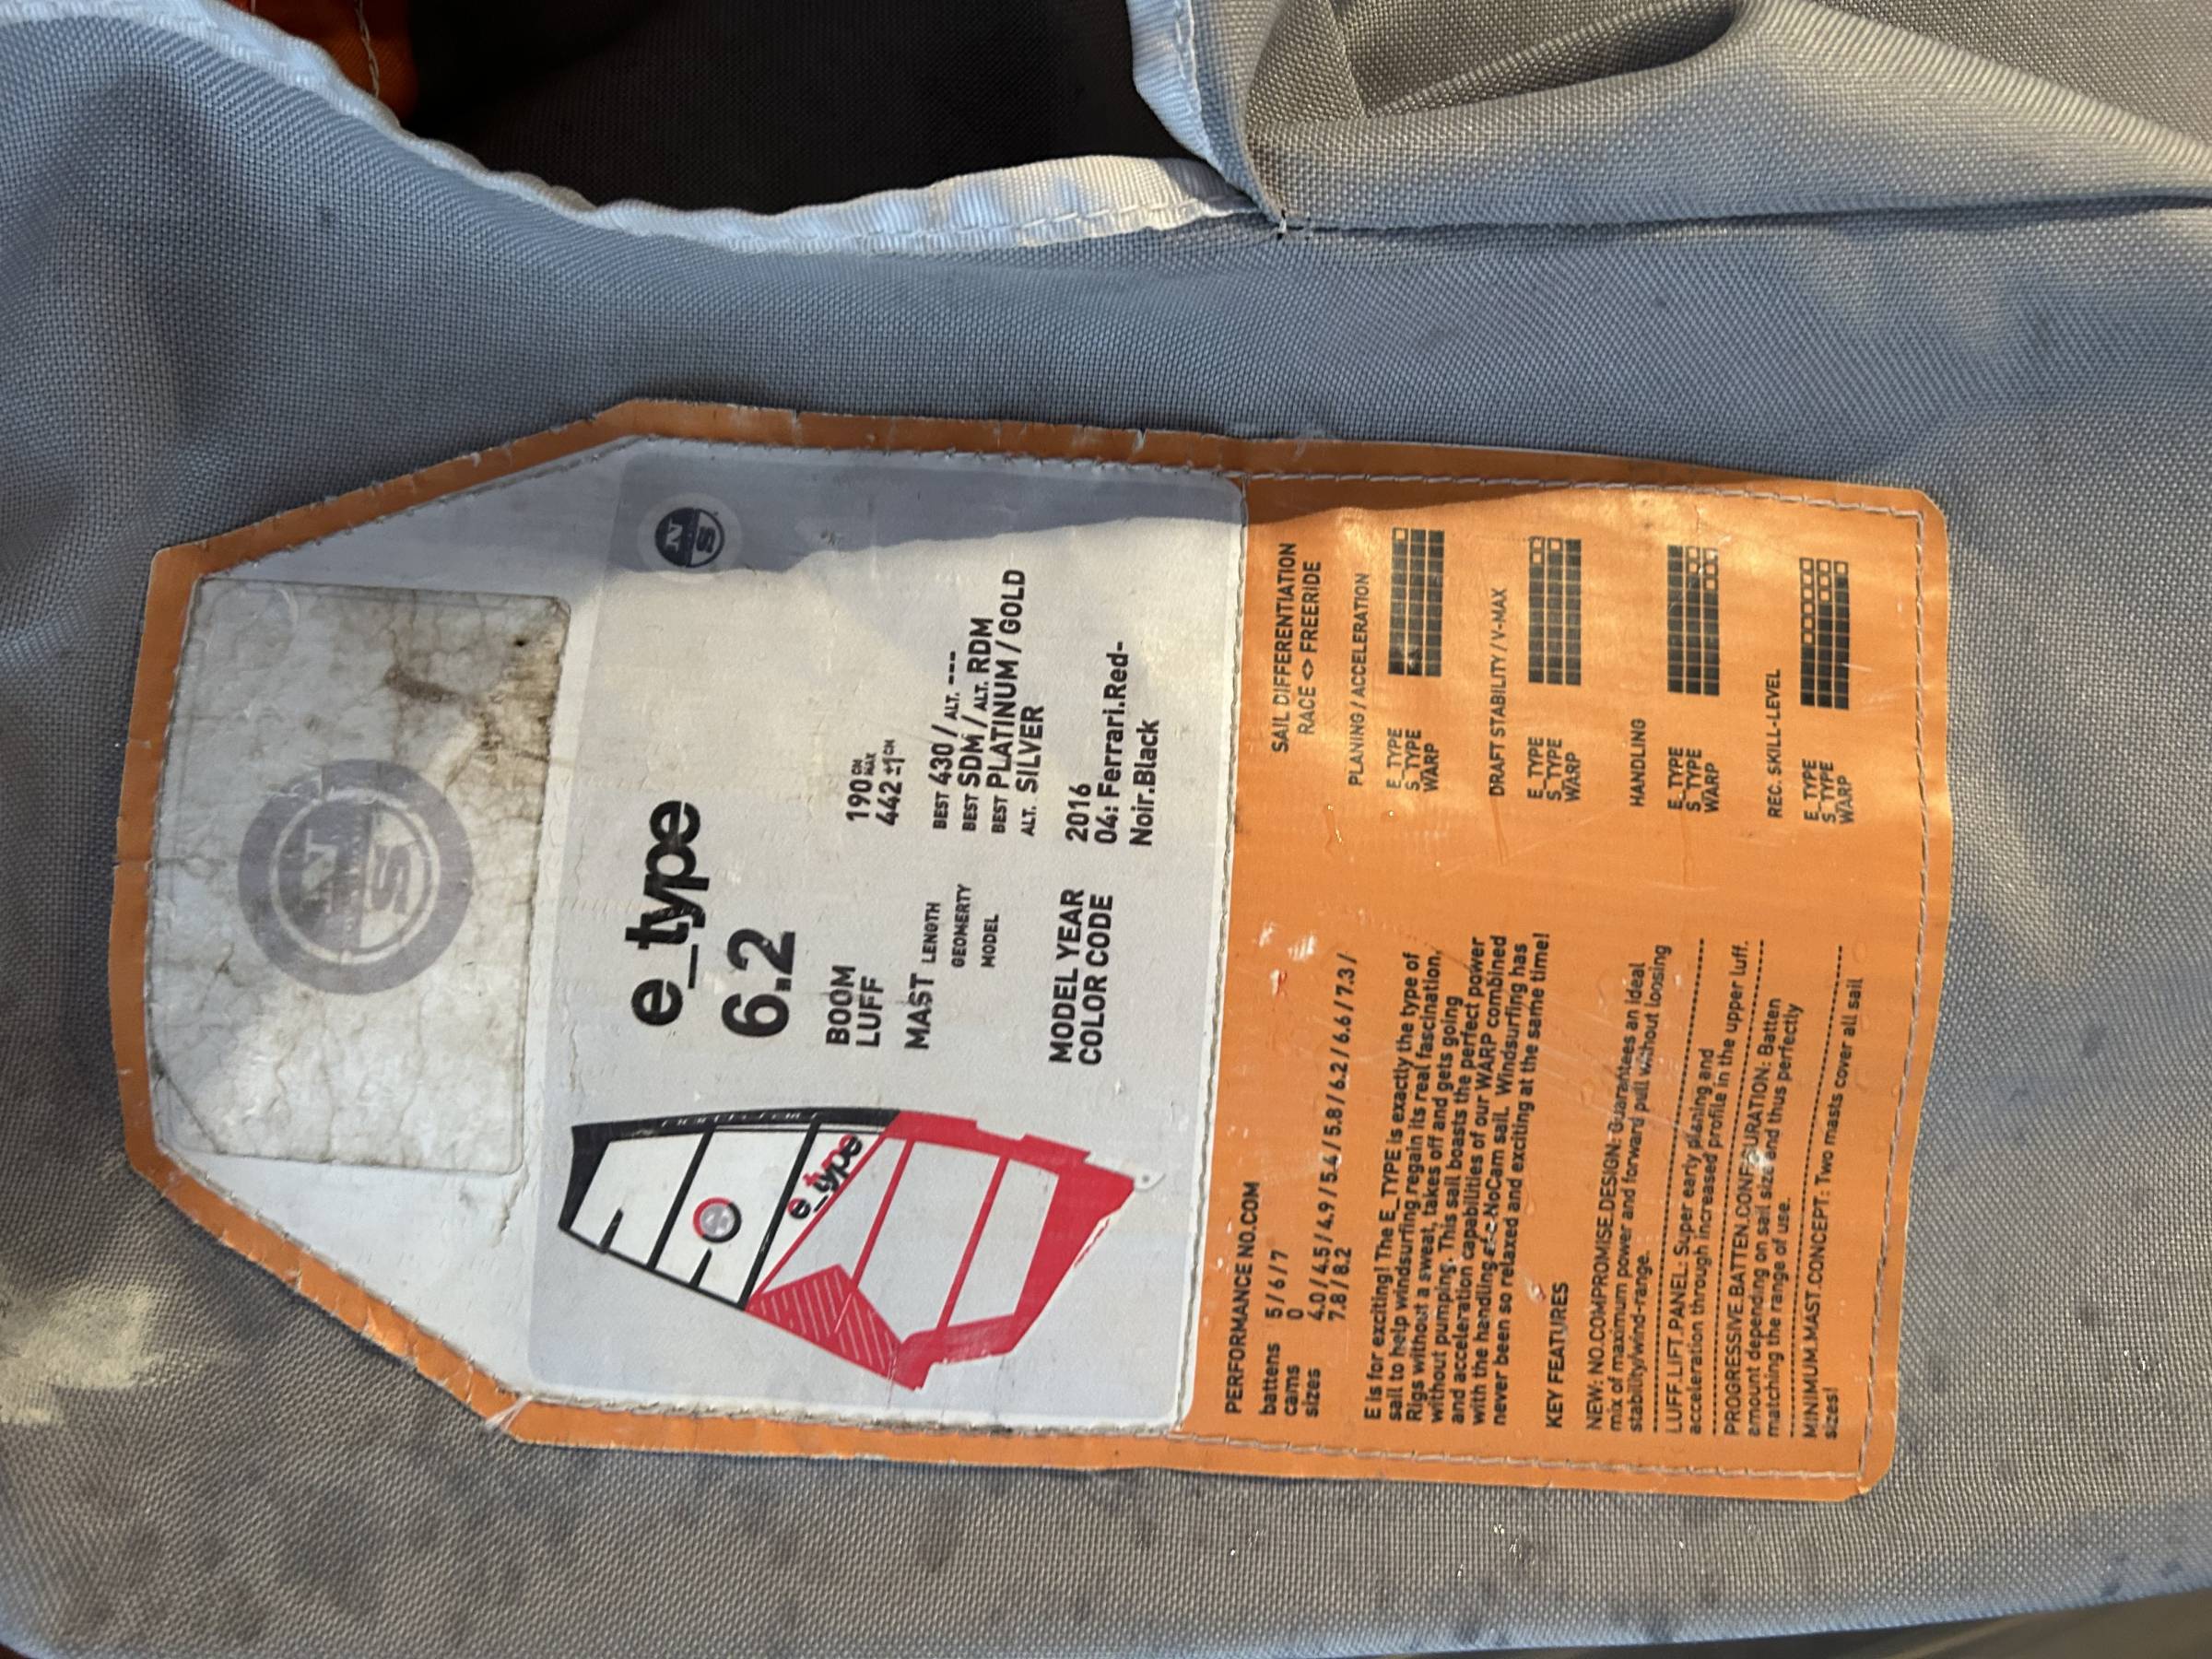 N
S
N
S
e_type
6.2
BOOM 190 CM MAX
LUFF 442 ±1 CM
MAST LENGTH BEST 430 / ALT. ---
GEOMERTY BEST SDM / ALT. RDM
MODEL BEST PLATINUM / GOLD
ALT. SILVER
MODEL YEAR 2016
COLOR CODE 04: Ferrari.Red-
Noir.Black
e_type
PERFORMANCE NO.COM
battens 5 / 6 / 7
cams 0
sizes 4.0 / 4.5 / 4.9 / 5.4 / 5.8 / 6.2 / 6.6 / 7.3 /
7.8 / 8.2
E is for exciting! The E_TYPE is exactly the type of
sail to help windsurfing regain its real fascination.
Rigs without a sweat, takes off and gets going
without pumping. This sail boasts the perfect power
and acceleration capabilities of our WARP combined
with the handling of a NoCam sail. Windsurfing has
never been so relaxed and exciting at the same time!
KEY FEATURES
NEW: NO.COMPROMISE.DESIGN: Guarantees an ideal
mix of maximum power and forward pull without loosing
stability/wind-range.
LUFF.LIFT.PANEL: Super early planing and
acceleration through increased profile in the upper luff.
PROGRESSIVE.BATTEN.CONFIGURATION: Batten
amount depending on sail size and thus perfectly
matching the range of use.
MINIMUM.MAST.CONCEPT: Two masts cover all sail
sizes!
SAIL DIFFERENTIATION
RACE <> FREERIDE
PLANING / ACCELERATION
E_TYPE
S_TYPE
WARP
DRAFT STABILITY / V-MAX
E_TYPE
S_TYPE
WARP
HANDLING
E_TYPE
S_TYPE
WARP
REC. SKILL-LEVEL
E_TYPE
S_TYPE
WARP